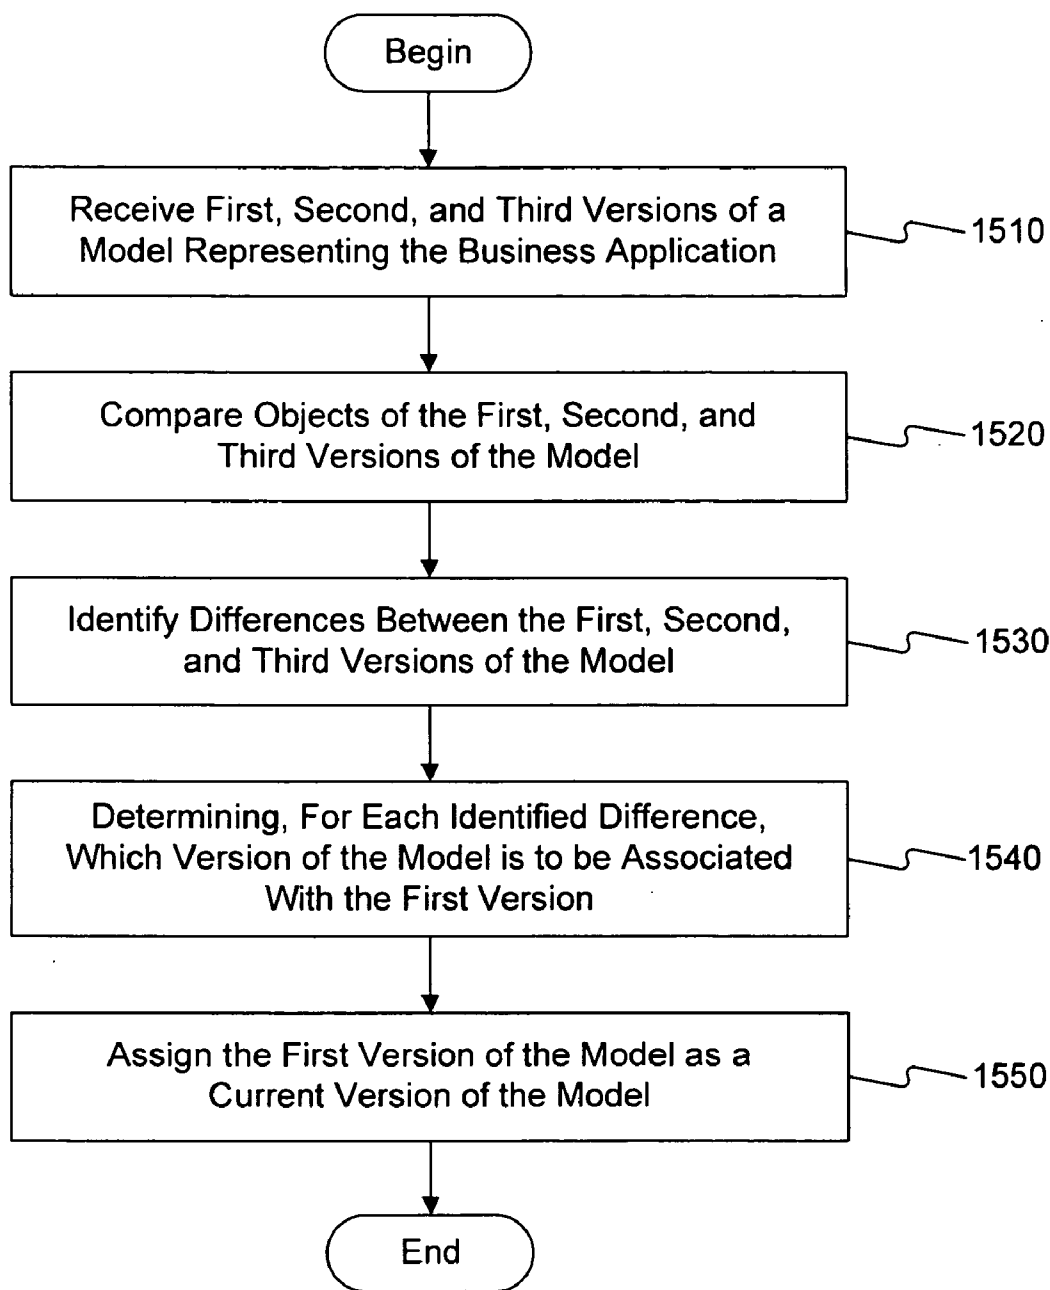 Begin
Receive First, Second, and Third Versions of a
Model Representing the Business Application
1510
Compare Objects of the First, Second, and
Third Versions of the Model
1520
Identify Differences Between the First, Second,
and Third Versions of the Model
1530
Determining, For Each Identified Difference,
Which Version of the Model is to be Associated
With the First Version
1540
Assign the First Version of the Model as a
Current Version of the Model
1550
End